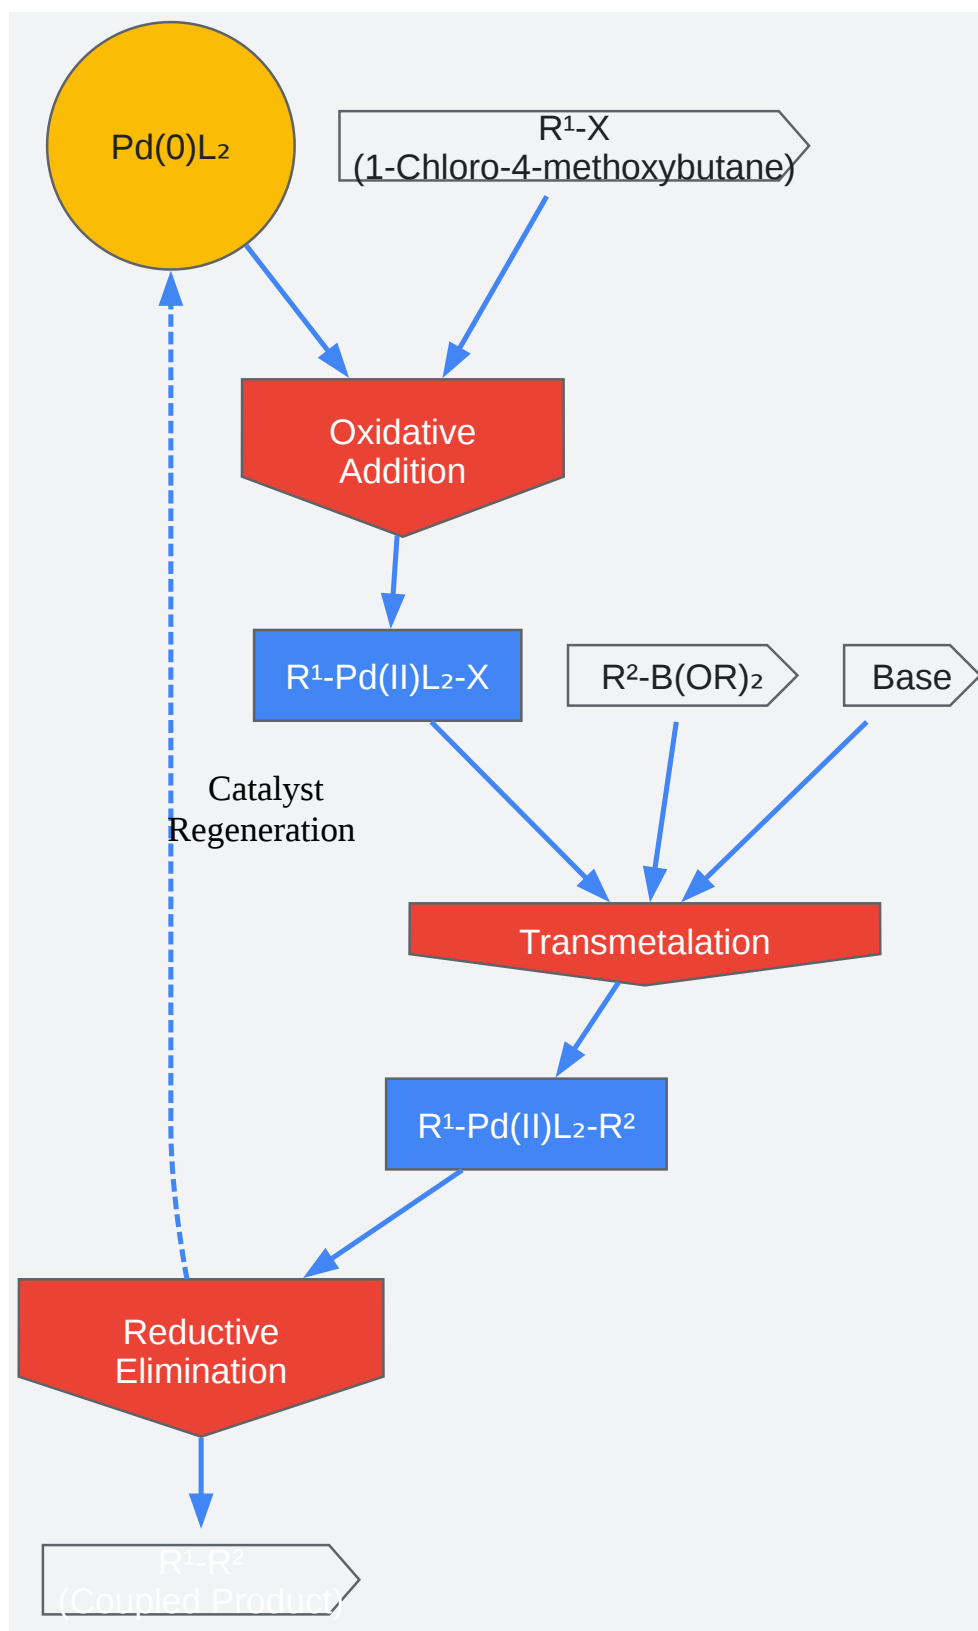 Pd(0)L₂
R¹-X
(1-Chloro-4-methoxybutane)
Oxidative
Addition
R¹-Pd(II)L₂-X
R²-B(OR)₂
Base
Catalyst
Regeneration
Transmetalation
R¹-Pd(II)L₂-R²
Reductive
Elimination
R¹-R²
(Coupled Product)